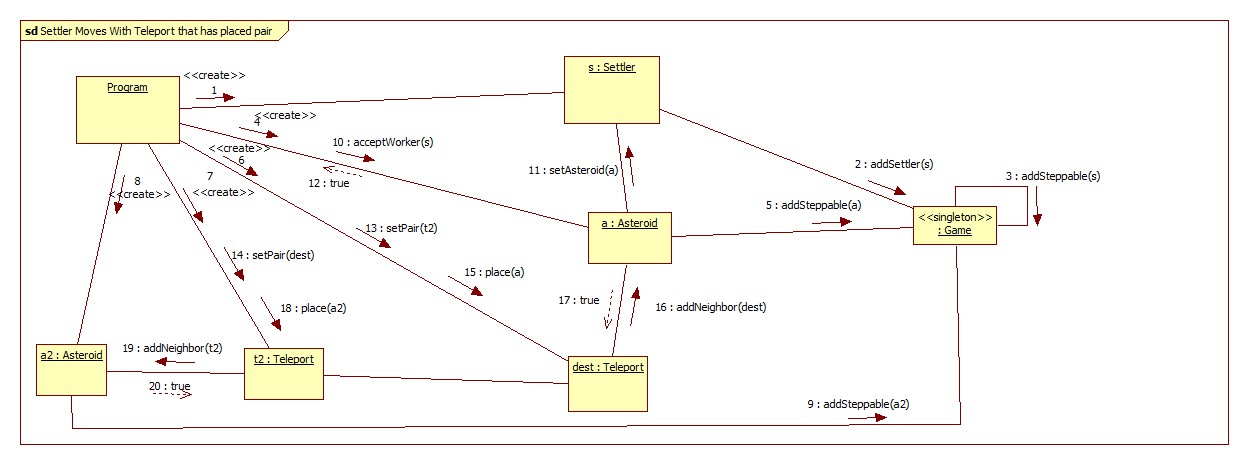 sd Settler Moves With Teleport that has placed pair
<<create>>
1
s : Settler
Program
<<create>>
4
10 : acceptWorker(s)
<<create>>
6
11 : setAsteroid(a)
2 : addSettler(s)
3 : addSteppable(s)
7
8
12 : true
<<create>>
<<create>>
5 : addSteppable(a)
a : Asteroid
<<singleton>>
: Game
13 : setPair(t2)
14 : setPair(dest)
15 : place(a)
17 : true
16 : addNeighbor(dest)
18 : place(a2)
19 : addNeighbor(t2)
a2 : Asteroid
t2 : Teleport
dest : Teleport
20 : true
9 : addSteppable(a2)